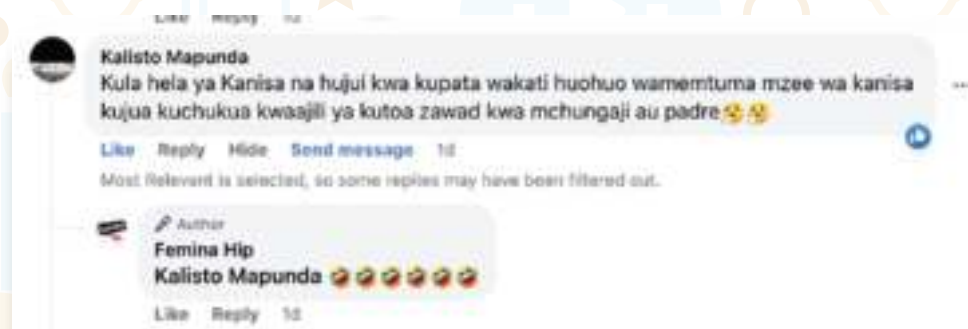 Like Reply 1d
Kalisto Mapunda
Kula hela ya Kanisa na hujui kwa kupata wakati huohuo wamemtuma mzee wa kanisa
kujua kuchukua kwaajili ya kutoa zawad kwa mchungaji au padre😲😲
Like Reply Hide Send message 1d
Most Relevant is selected, so some replies may have been filtered out.
Author
Femina Hip
Kalisto Mapunda 🤣🤣🤣🤣🤣🤣
Like Reply 1d